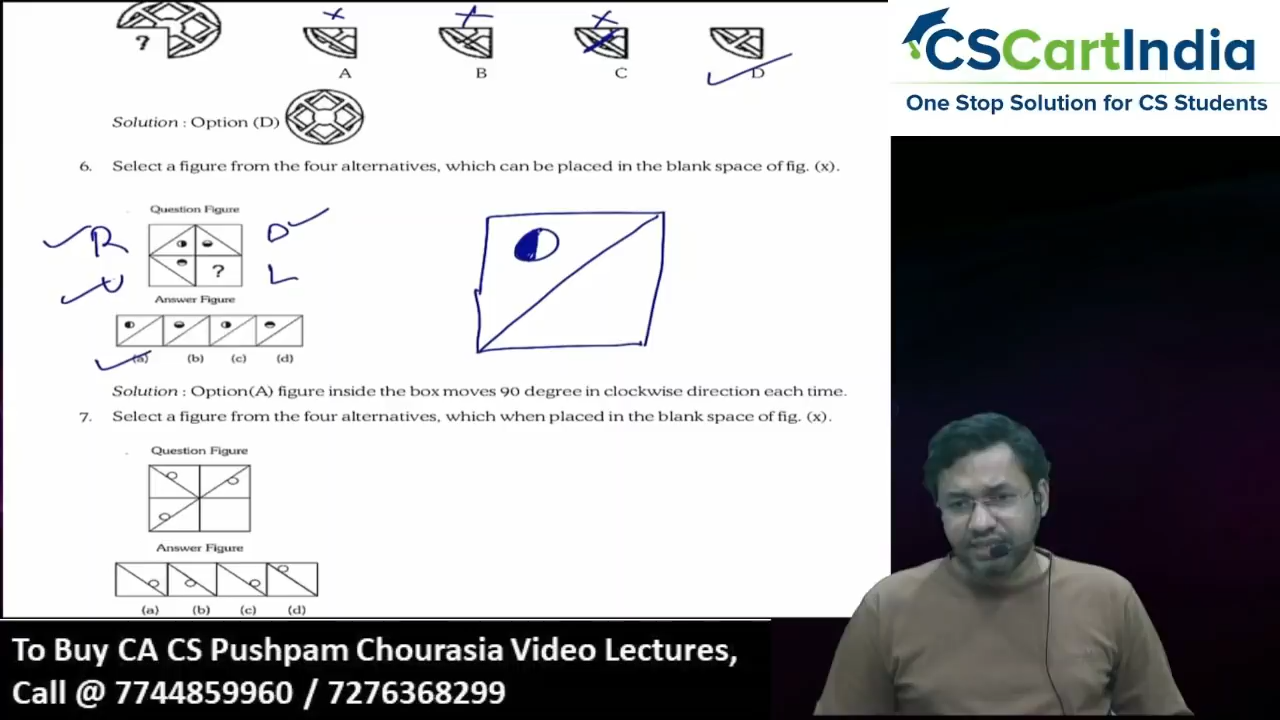 ?
A
B
C
D
Solution : Option (D)
CSCartIndia
One Stop Solution for CS Students
6. Select a figure from the four alternatives, which can be placed in the blank space of fig. (x).
Question Figure
R
D
U
L
?
Answer Figure
(a) (b) (c) (d)
Solution : Option(A) figure inside the box moves 90 degree in clockwise direction each time.
7. Select a figure from the four alternatives, which when placed in the blank space of fig. (x).
Question Figure
Answer Figure
(a) (b) (c) (d)
To Buy CA CS Pushpam Chourasia Video Lectures,
Call @ 7744859960 / 7276368299